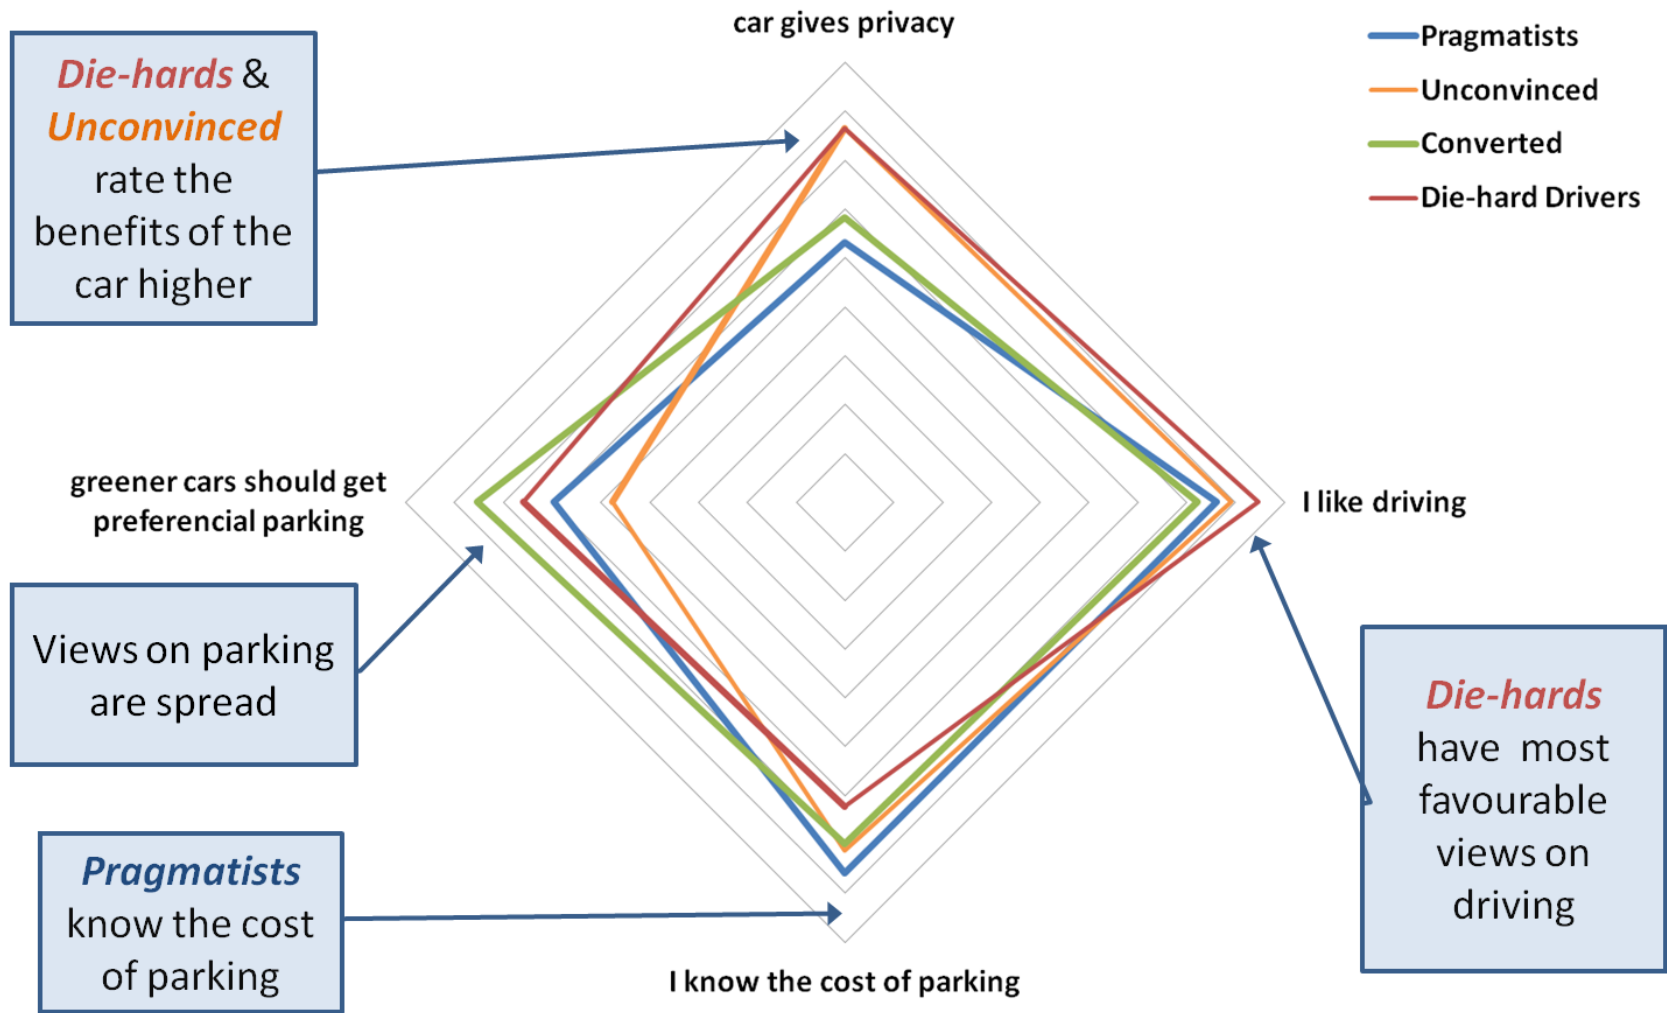 car gives privacy
Pragmatists
Unconvinced
Converted
Die-hard Drivers
Die-hards &
Unconvinced
rate the
benefits of the
car higher
greener cars should get
preferencial parking
I like driving
Views on parking
are spread
Die-hards
have most
favourable
views on
driving
Pragmatists
know the cost
of parking
I know the cost of parking